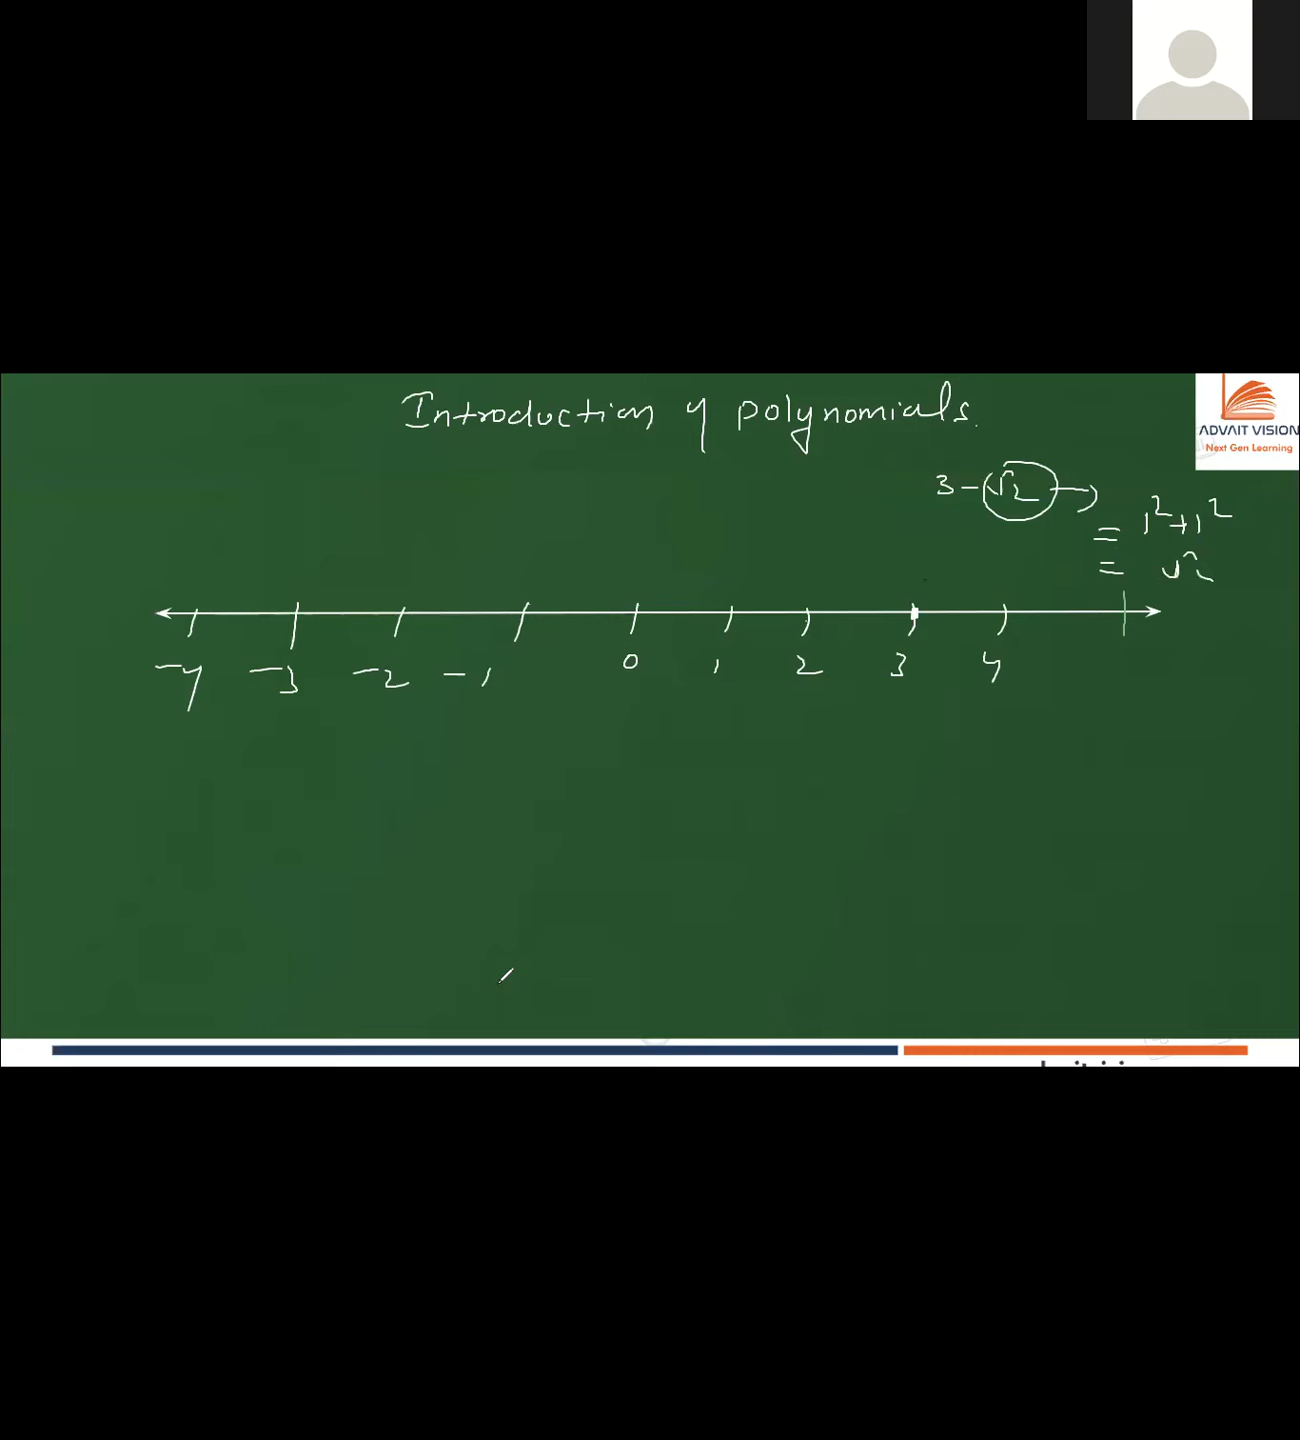 Introduction of polynomials.
ADVAIT VISION
Next Gen Learning
3 - √2 →
= 1² + 1²
= √2
-4 -3 -2 -1 0 1 2 3 4